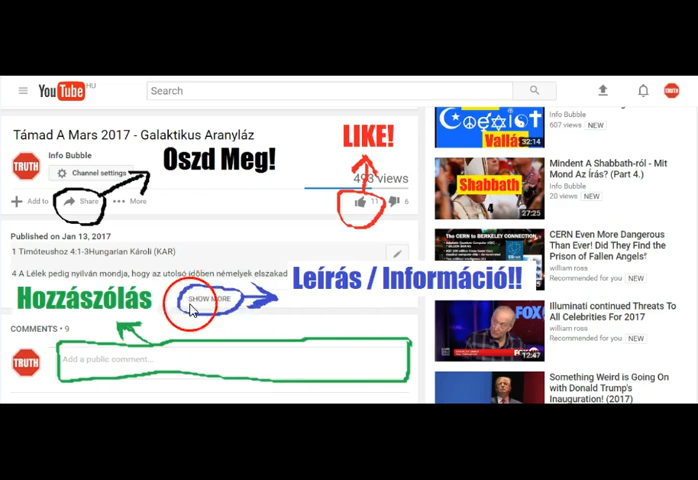 YouTube HU
Search
TRUTH
Támad A Mars 2017 - Galaktikus Aranyláz
TRUTH
Info Bubble
Channel settings
Oszd Meg!
LIKE!
493 views
Add to
Share
More
11
6
Published on Jan 13, 2017
1 Timóteushoz 4:1-3Hungarian Károli (KAR)
4 A Lélek pedig nyilván mondja, hogy az utolsó időben némelyek elszakad
Leírás / Információ!!
Hozzászólás
SHOW MORE
COMMENTS • 9
TRUTH
Add a public comment...
Coexist
Vallás
32:14
Info Bubble
607 views NEW
Shabbath
4
27:25
Mindent A Shabbath-ról - Mit
Mond Az Írás? (Part 4.)
Info Bubble
20 views NEW
The CERN to BERKELEY CONNECTION
CERN Even More Dangerous
Than Ever! Did They Find the
Prison of Fallen Angels"
william ross
Recommended for you NEW
FOX
12:47
Illuminati continued Threats To
All Celebrities For 2017
william ross
Recommended for you NEW
Something Weird is Going On
with Donald Trump's
Inauguration! (2017)